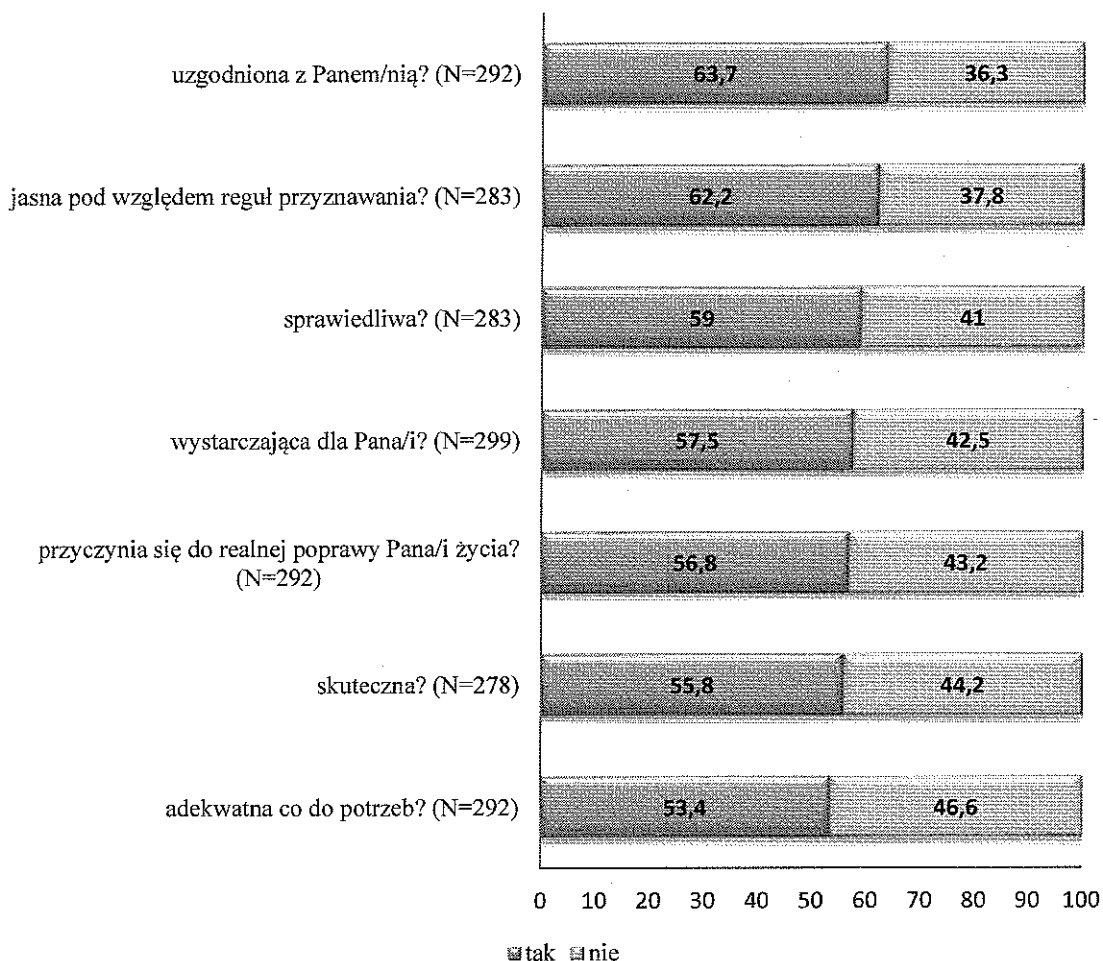 uzgodniona z Panem/nią? (N=292) 63,7 36,3
jasna pod względem reguł przyznawania? (N=283) 62,2 37,8
sprawiedliwa? (N=283) 59 41
wystarczająca dla Pana/i? (N=299) 57,5 42,5
przyczynia się do realnej poprawy Pana/i życia?
(N=292) 56,8 43,2
skuteczna? (N=278) 55,8 44,2
adekwatna co do potrzeb? (N=292) 53,4 46,6
0 10 20 30 40 50 60 70 80 90 100
tak nie